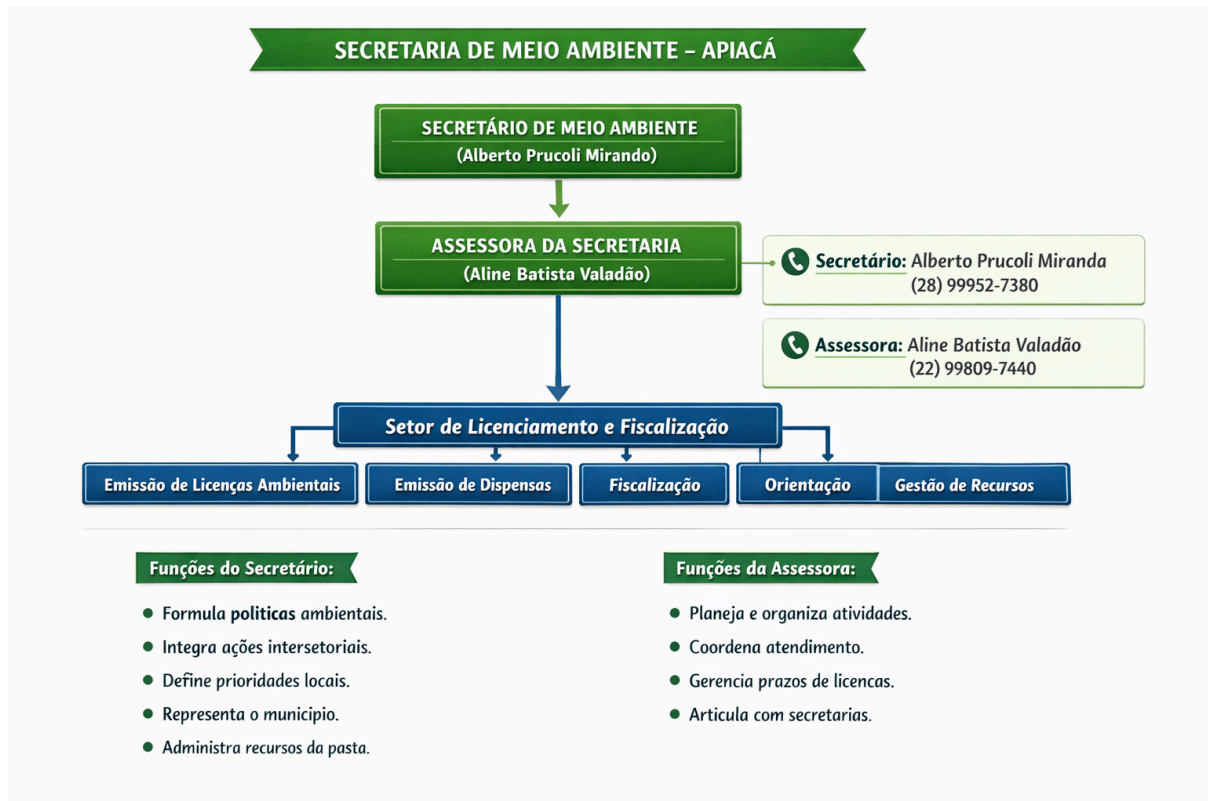 SECRETARIA DE MEIO AMBIENTE – APIACÁ
SECRETÁRIO DE MEIO AMBIENTE
(Alberto Prucoli Mirando)
ASSESSORA DA SECRETARIA
(Aline Batista Valadão)
Secretário: Alberto Prucoli Miranda
(28) 99952-7380
Assessora: Aline Batista Valadão
(22) 99809-7440
Setor de Licenciamento e Fiscalização
Emissão de Licenças Ambientais
Emissão de Dispensas
Fiscalização
Orientação
Gestão de Recursos
Funções do Secretário:
Formula politicas ambientais.
Integra ações intersetoriais.
Define prioridades locais.
Representa o municipio.
Administra recursos da pasta.
Funções da Assessora:
Planeja e organiza atividades.
Coordena atendimento.
Gerencia prazos de licencas.
Articula com secretarias.